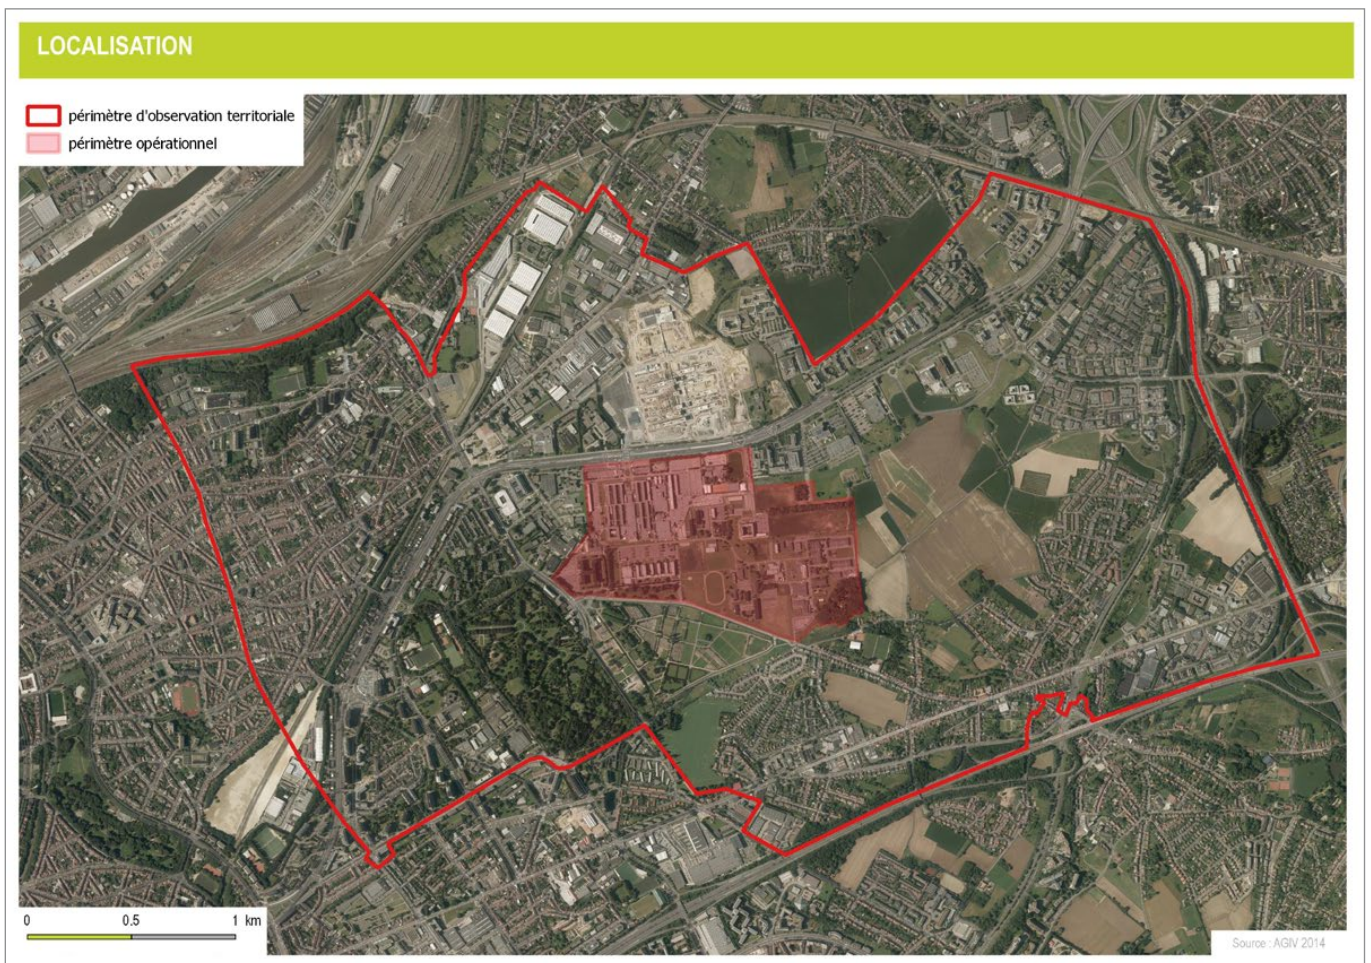 LOCALISATION
périmètre d'observation territoriale
périmètre opérationnel
0 0.5 1 km
Source : AGIV 2014